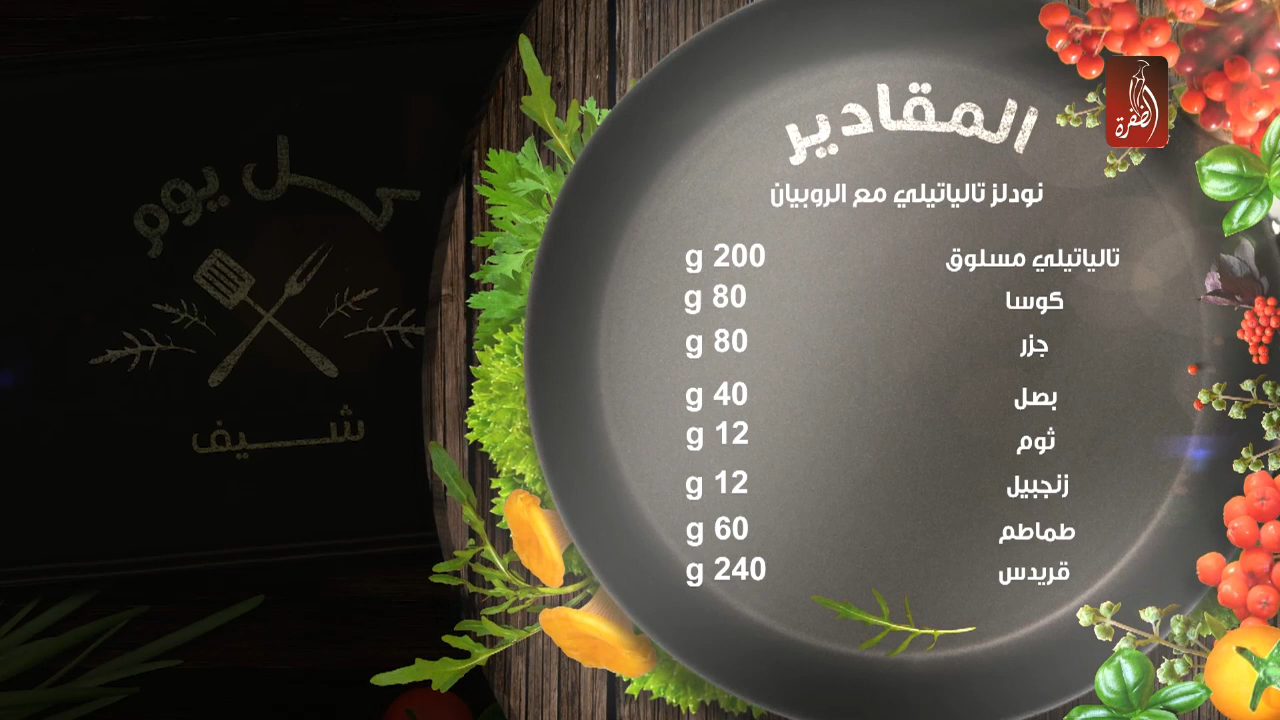 المقادير
نودلز تالياتيلي مع الروبيان
تالياتيلي مسلوق 200 g
كوسا 80 g
جزر 80 g
بصل 40 g
ثوم 12 g
زنجبيل 12 g
طماطم 60 g
قريدس 240 g
كل يوم
شيف
الظفرة